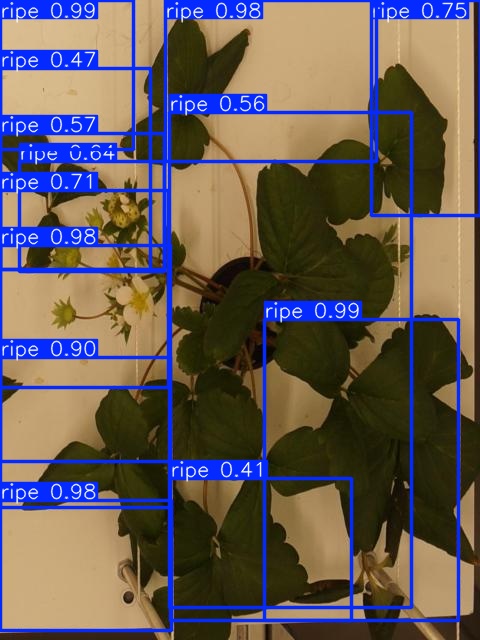 ripe 0.99
ripe 0.98
ripe 0.75
ripe 0.47
ripe 0.56
ripe 0.57
ripe 0.64
ripe 0.71
ripe 0.98
ripe 0.99
ripe 0.90
ripe 0.41
ripe 0.98